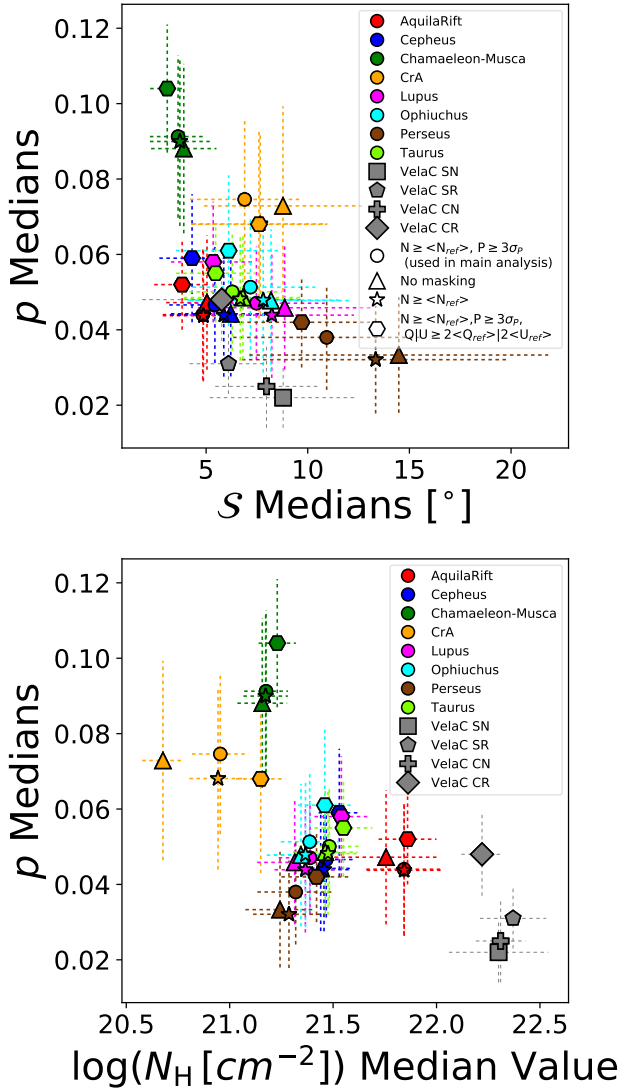 0.12
0.10
0.08
0.06
0.04
0.02
p Medians
AquilaRift
Cepheus
Chamaeleon-Musca
CrA
Lupus
Ophiuchus
Perseus
Taurus
VelaC SN
VelaC SR
VelaC CN
VelaC CR
N ≥ <N_ref>, P ≥ 3σ_P
(used in main analysis)
No masking
N ≥ <N_ref>
N ≥ <N_ref>, P ≥ 3σ_P,
Q|U ≥ 2<Q_ref>|2<U_ref>
5 10 15 20
𝒮 Medians [°]
0.12
0.10
0.08
0.06
0.04
0.02
p Medians
AquilaRift
Cepheus
Chamaeleon-Musca
CrA
Lupus
Ophiuchus
Perseus
Taurus
VelaC SN
VelaC SR
VelaC CN
VelaC CR
20.5 21.0 21.5 22.0 22.5
log(N_H [cm⁻²]) Median Value